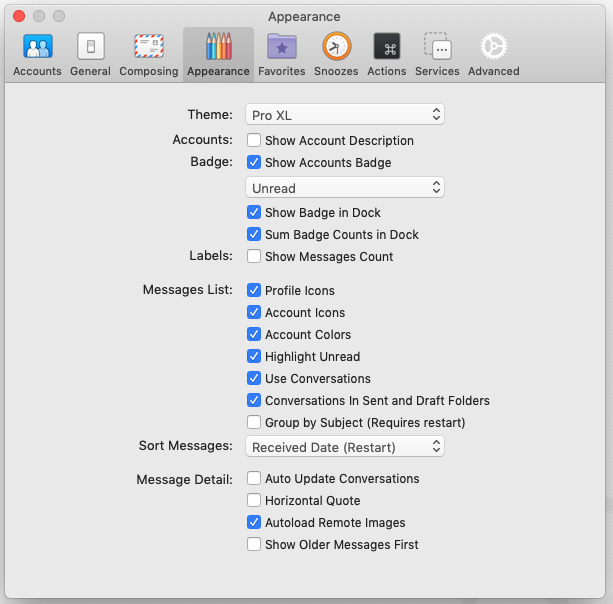 Appearance
Accounts General Composing Appearance Favorites Snoozes Actions Services Advanced
Theme: Pro XL
Accounts: Show Account Description
Badge: Show Accounts Badge
Unread
Show Badge in Dock
Sum Badge Counts in Dock
Labels: Show Messages Count
Messages List: Profile Icons
Account Icons
Account Colors
Highlight Unread
Use Conversations
Conversations In Sent and Draft Folders
Group by Subject (Requires restart)
Sort Messages: Received Date (Restart)
Message Detail: Auto Update Conversations
Horizontal Quote
Autoload Remote Images
Show Older Messages First